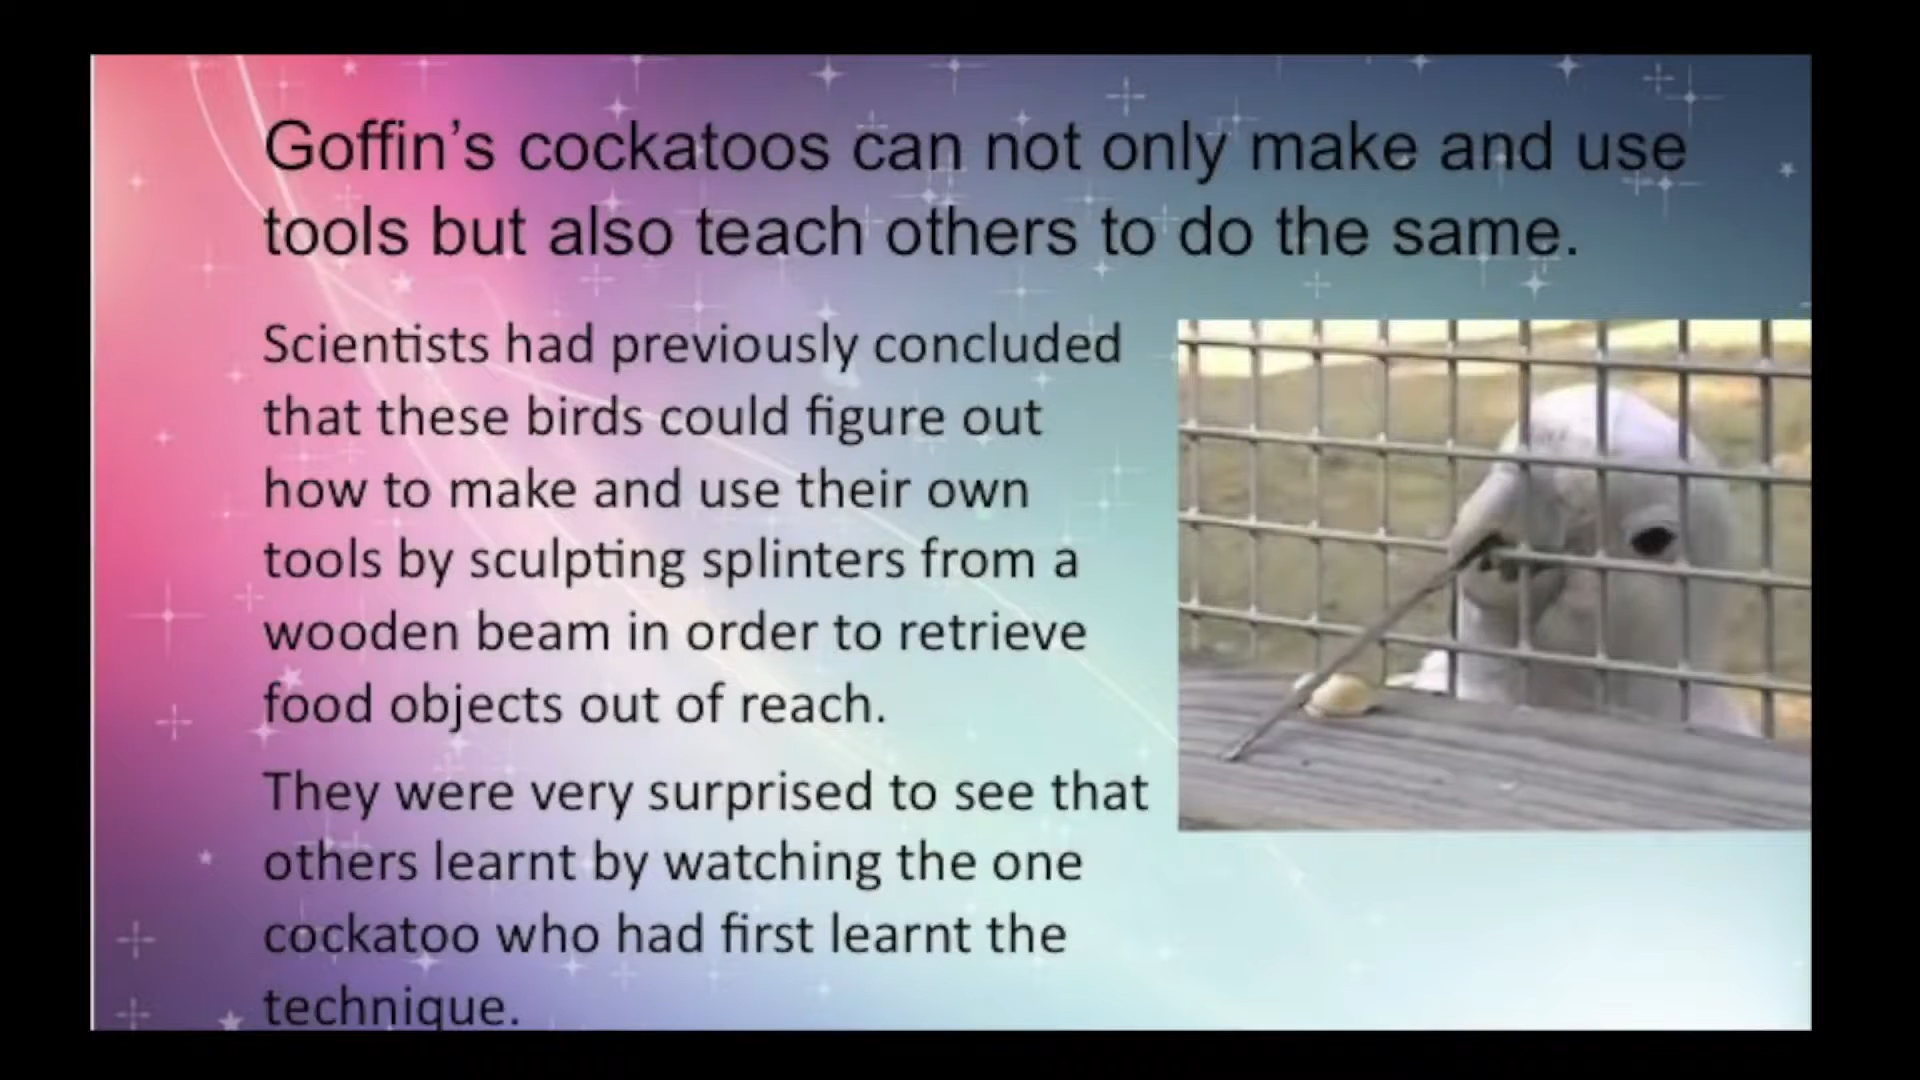 Goffin's cockatoos can not only make and use
tools but also teach others to do the same.
Scientists had previously concluded
that these birds could figure out
how to make and use their own
tools by sculpting splinters from a
wooden beam in order to retrieve
food objects out of reach.
They were very surprised to see that
others learnt by watching the one
cockatoo who had first learnt the
technique.